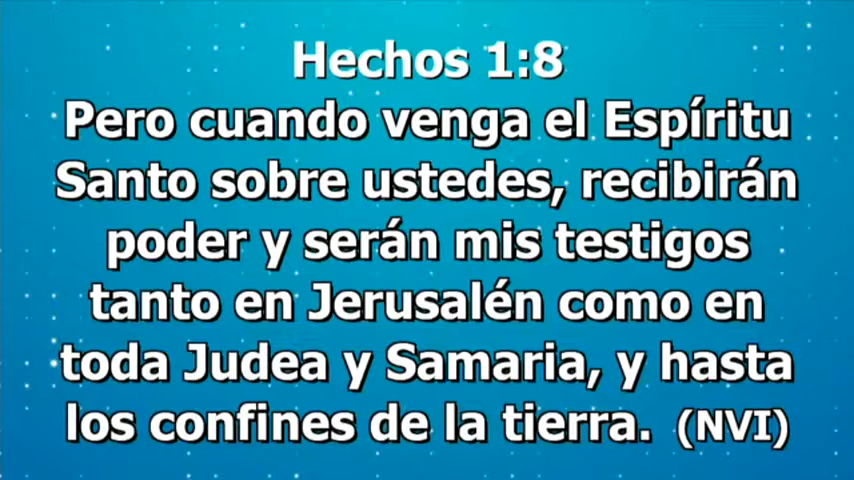 Hechos 1:8
Pero cuando venga el Espíritu
Santo sobre ustedes, recibirán
poder y serán mis testigos
tanto en Jerusalén como en
toda Judea y Samaria, y hasta
los confines de la tierra. (NVI)